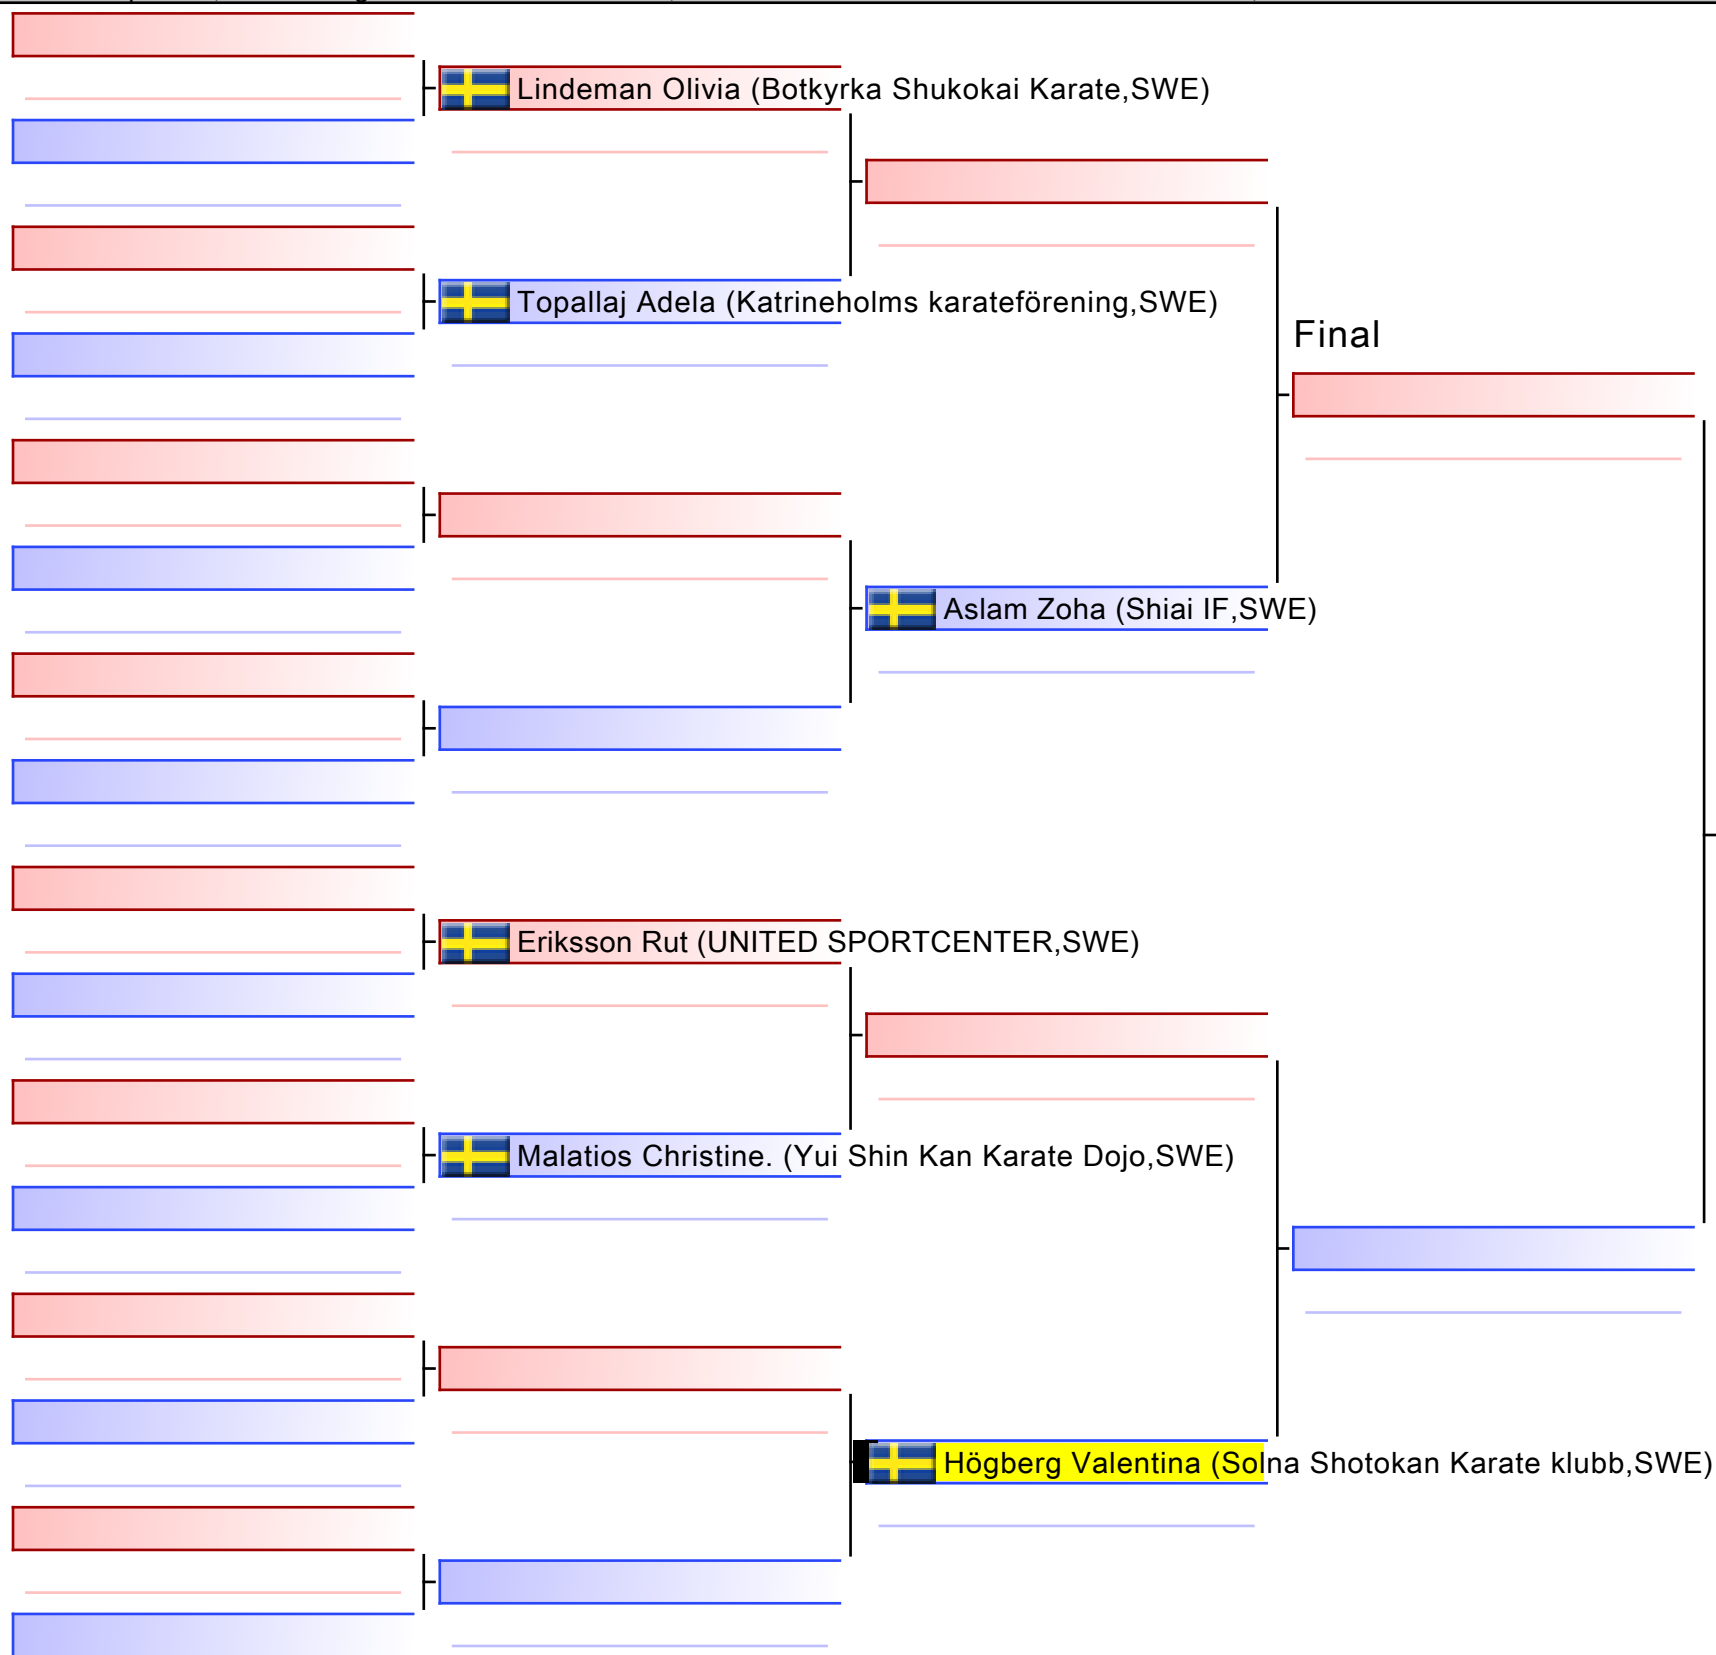 Lindeman Olivia (Botkyrka Shukokai Karate,SWE)
Topallaj Adela (Katrineholms karateförening,SWE)
Final
Aslam Zoha (Shiai IF,SWE)
Eriksson Rut (UNITED SPORTCENTER,SWE)
Malatios Christine. (Yui Shin Kan Karate Dojo,SWE)
Högberg Valentina (Solna Shotokan Karate klubb,SWE)